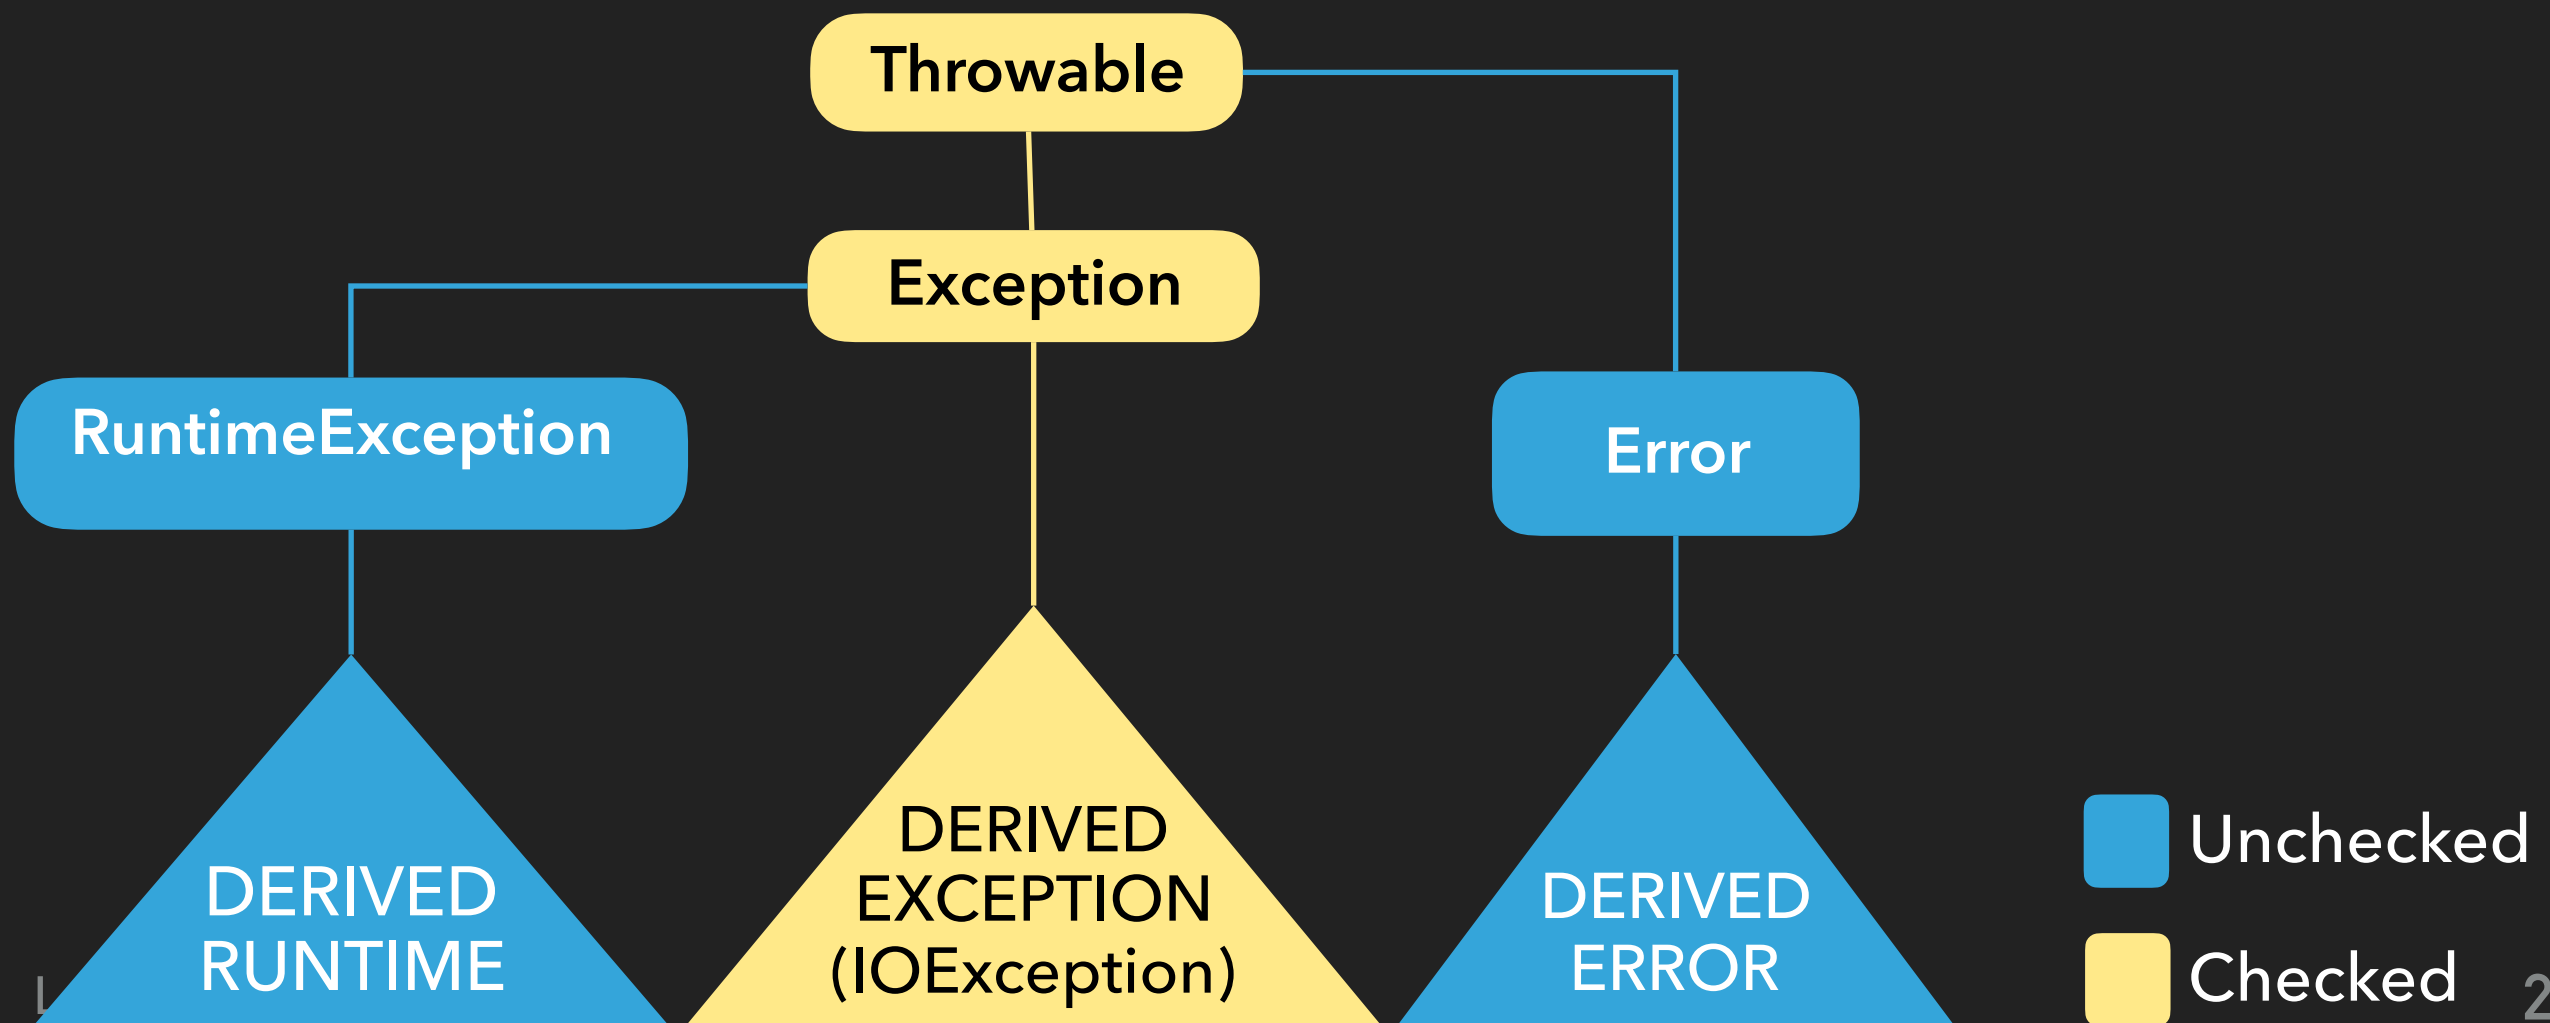 Throwable
Exception
RuntimeException
Error
DERIVED
RUNTIME
DERIVED
EXCEPTION
(IOException)
DERIVED
ERROR
Unchecked
Checked